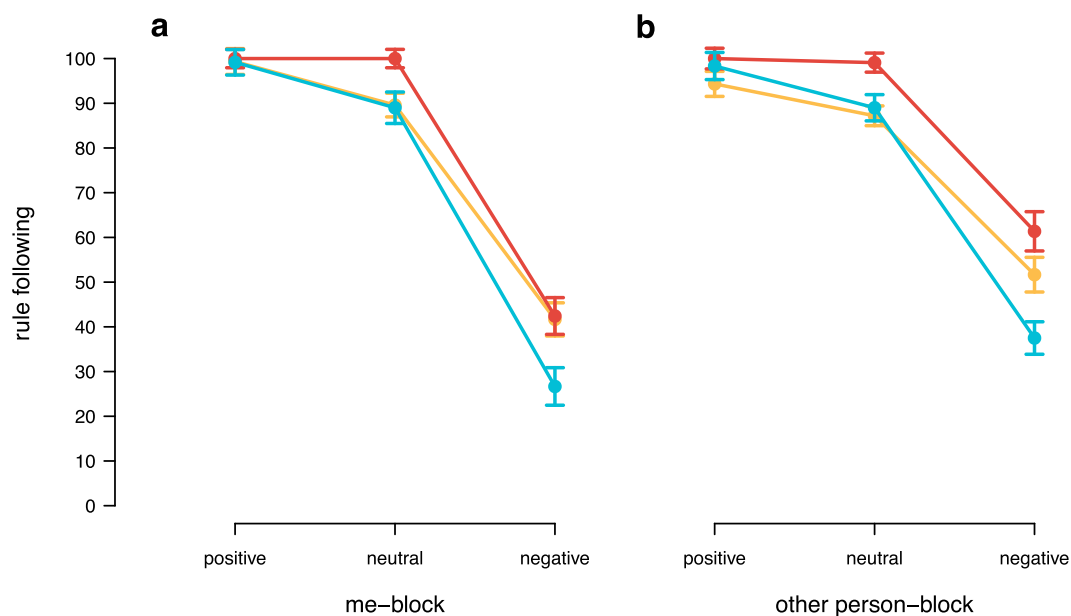 a
b
rule following
100
90
80
70
60
50
40
30
20
10
0
positive neutral negative
me–block
positive neutral negative
other person–block